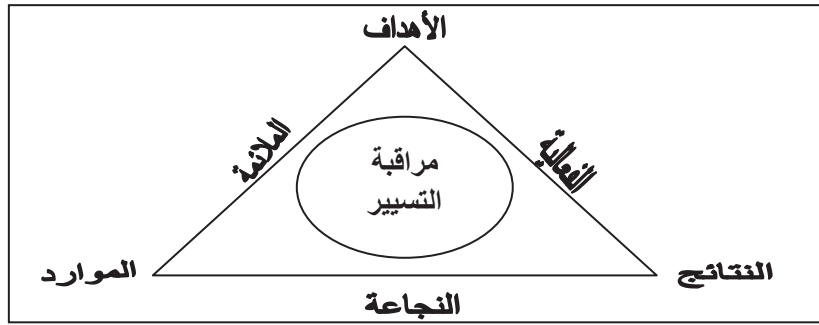 الأهداف
الملائمة
الفعالية
مراقبة
التسيير
الموارد
النتائج
النجاعة